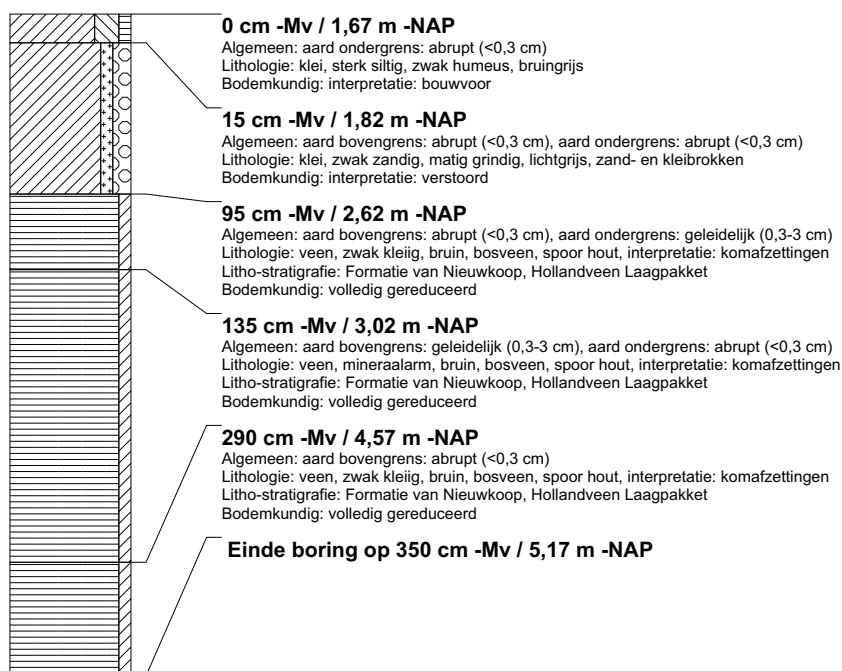 0 cm -Mv / 1,67 m -NAP
Algemeen: aard ondergrens: abrupt (<0,3 cm)
Lithologie: klei, sterk siltig, zwak humeus, bruingrijs
Bodemkundig: interpretatie: bouwvoor
15 cm -Mv / 1,82 m -NAP
Algemeen: aard bovengrens: abrupt (<0,3 cm), aard ondergrens: abrupt (<0,3 cm)
Lithologie: klei, zwak zandig, matig grindig, lichtgrijs, zand- en kleibrokken
Bodemkundig: interpretatie: verstoord
95 cm -Mv / 2,62 m -NAP
Algemeen: aard bovengrens: abrupt (<0,3 cm), aard ondergrens: geleidelijk (0,3-3 cm)
Lithologie: veen, zwak kleiig, bruin, bosveen, spoor hout, interpretatie: komafzettingen
Litho-stratigrafie: Formatie van Nieuwkoop, Hollandveen Laagpakket
Bodemkundig: volledig gereduceerd
135 cm -Mv / 3,02 m -NAP
Algemeen: aard bovengrens: geleidelijk (0,3-3 cm), aard ondergrens: abrupt (<0,3 cm)
Lithologie: veen, mineraalarm, bruin, bosveen, spoor hout, interpretatie: komafzettingen
Litho-stratigrafie: Formatie van Nieuwkoop, Hollandveen Laagpakket
Bodemkundig: volledig gereduceerd
290 cm -Mv / 4,57 m -NAP
Algemeen: aard bovengrens: abrupt (<0,3 cm)
Lithologie: veen, zwak kleiig, bruin, bosveen, spoor hout, interpretatie: komafzettingen
Litho-stratigrafie: Formatie van Nieuwkoop, Hollandveen Laagpakket
Bodemkundig: volledig gereduceerd
Einde boring op 350 cm -Mv / 5,17 m -NAP